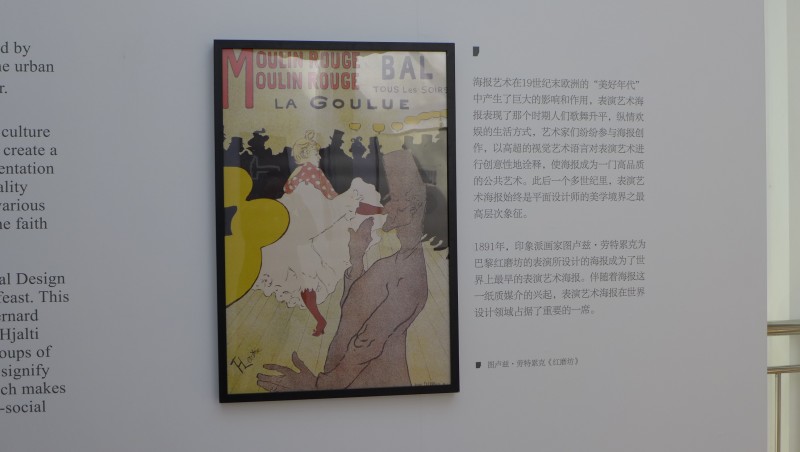 d by
e urban
r.
culture
create a
entation
ality
various
e faith
al Design
feast. This
ernard
Hjalti
oups of
signify
ch makes
-social
MOULIN ROUGE BAL
MOULIN ROUGE TOUS Les SOIRS
LA GOULUE
海报艺术在19世纪末欧洲的“美好年代”
中产生了巨大的影响和作用，表演艺术海
报表现了那个时期人们歌舞升平，纵情欢
娱的生活方式，艺术家们纷纷参与海报创
作，以高超的视觉艺术语言对表演艺术进
行创意性地诠释，使海报成为一门高品质
的公共艺术。此后一个多世纪里，表演艺
术海报始终是平面设计师的美学境界之最
高层次象征。
1891年，印象派画家图卢兹·劳特累克为
巴黎红磨坊的表演所设计的海报成为了世
界上最早的表演艺术海报。伴随着海报这
一纸质媒介的兴起，表演艺术海报在世界
设计领域占据了重要的一席。
图卢兹·劳特累克《红磨坊》